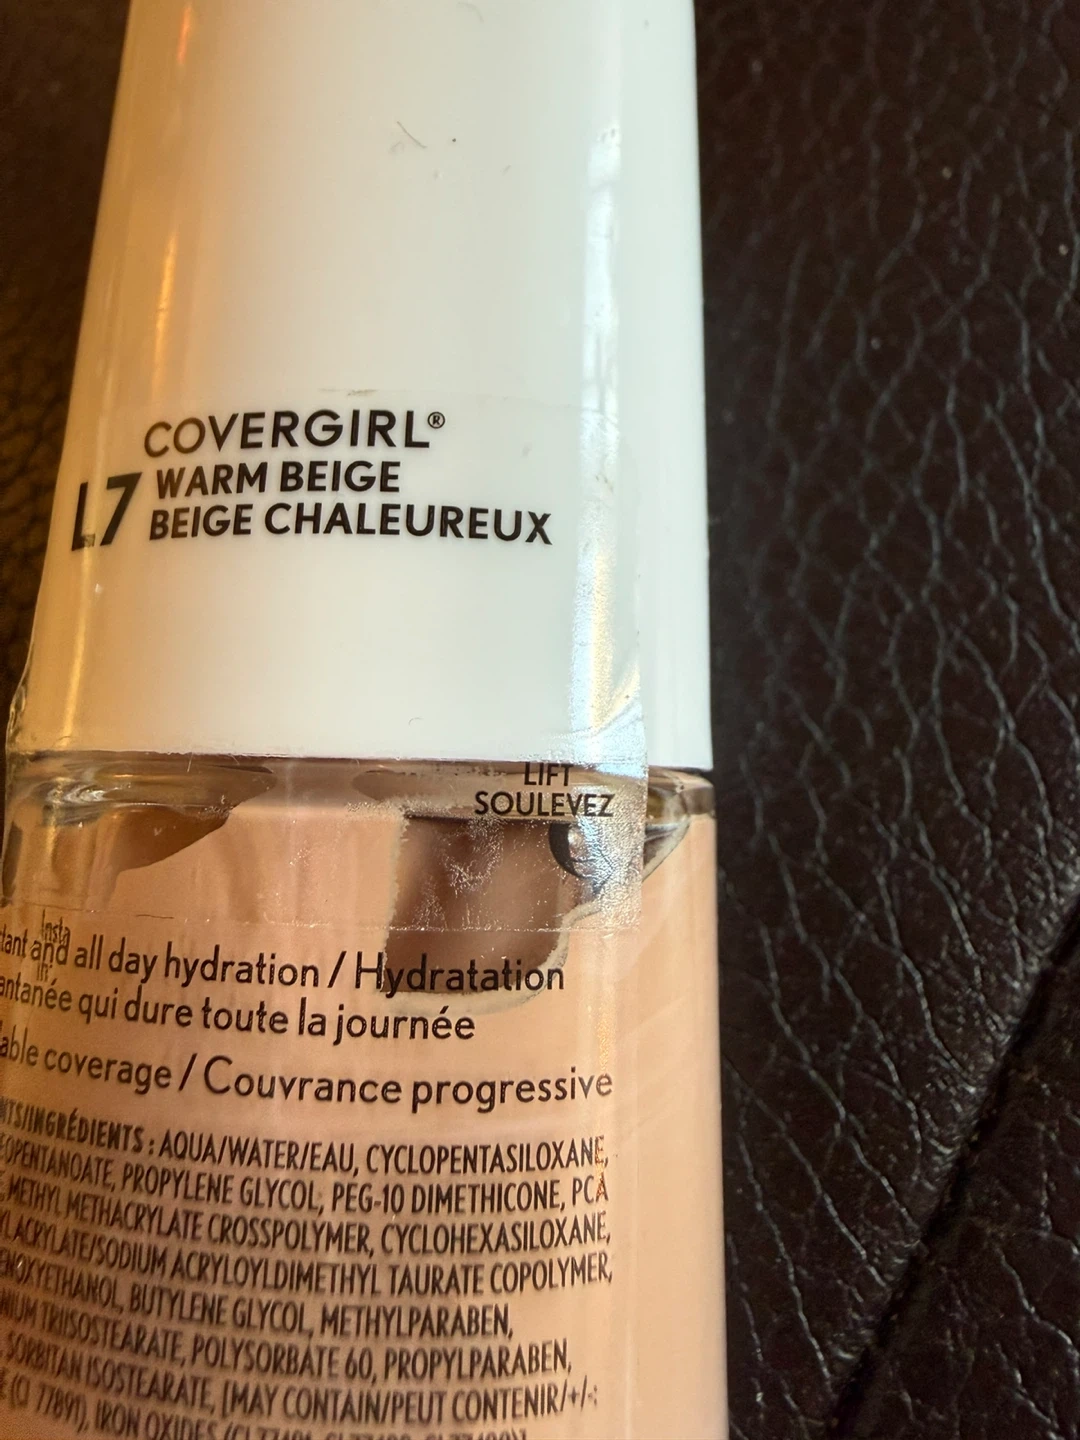 COVERGIRL®
L7 WARM BEIGE
BEIGE CHALEUREUX
LIFT
SOULEVEZ
and all day hydration / Hydratation
qui dure toute la journée
coverage / Couvrance progressive
INGRÉDIENTS : AQUA/WATER/EAU, CYCLOPENTASILOXANE,
PROPYLENE GLYCOL, PEG-10 DIMETHICONE, PCA
METHYL METHACRYLATE CROSSPOLYMER, CYCLOHEXASILOXANE,
SODIUM ACRYLOYLDIMETHYL TAURATE COPOLYMER,
BUTYLENE GLYCOL, METHYLPARABEN,
TRIISOSTEARATE, POLYSORBATE 60, PROPYLPARABEN,
SORBITAN ISOSTEARATE, [MAY CONTAIN/PEUT CONTENIR/+/-:
(CI 77891), IRON OXIDES